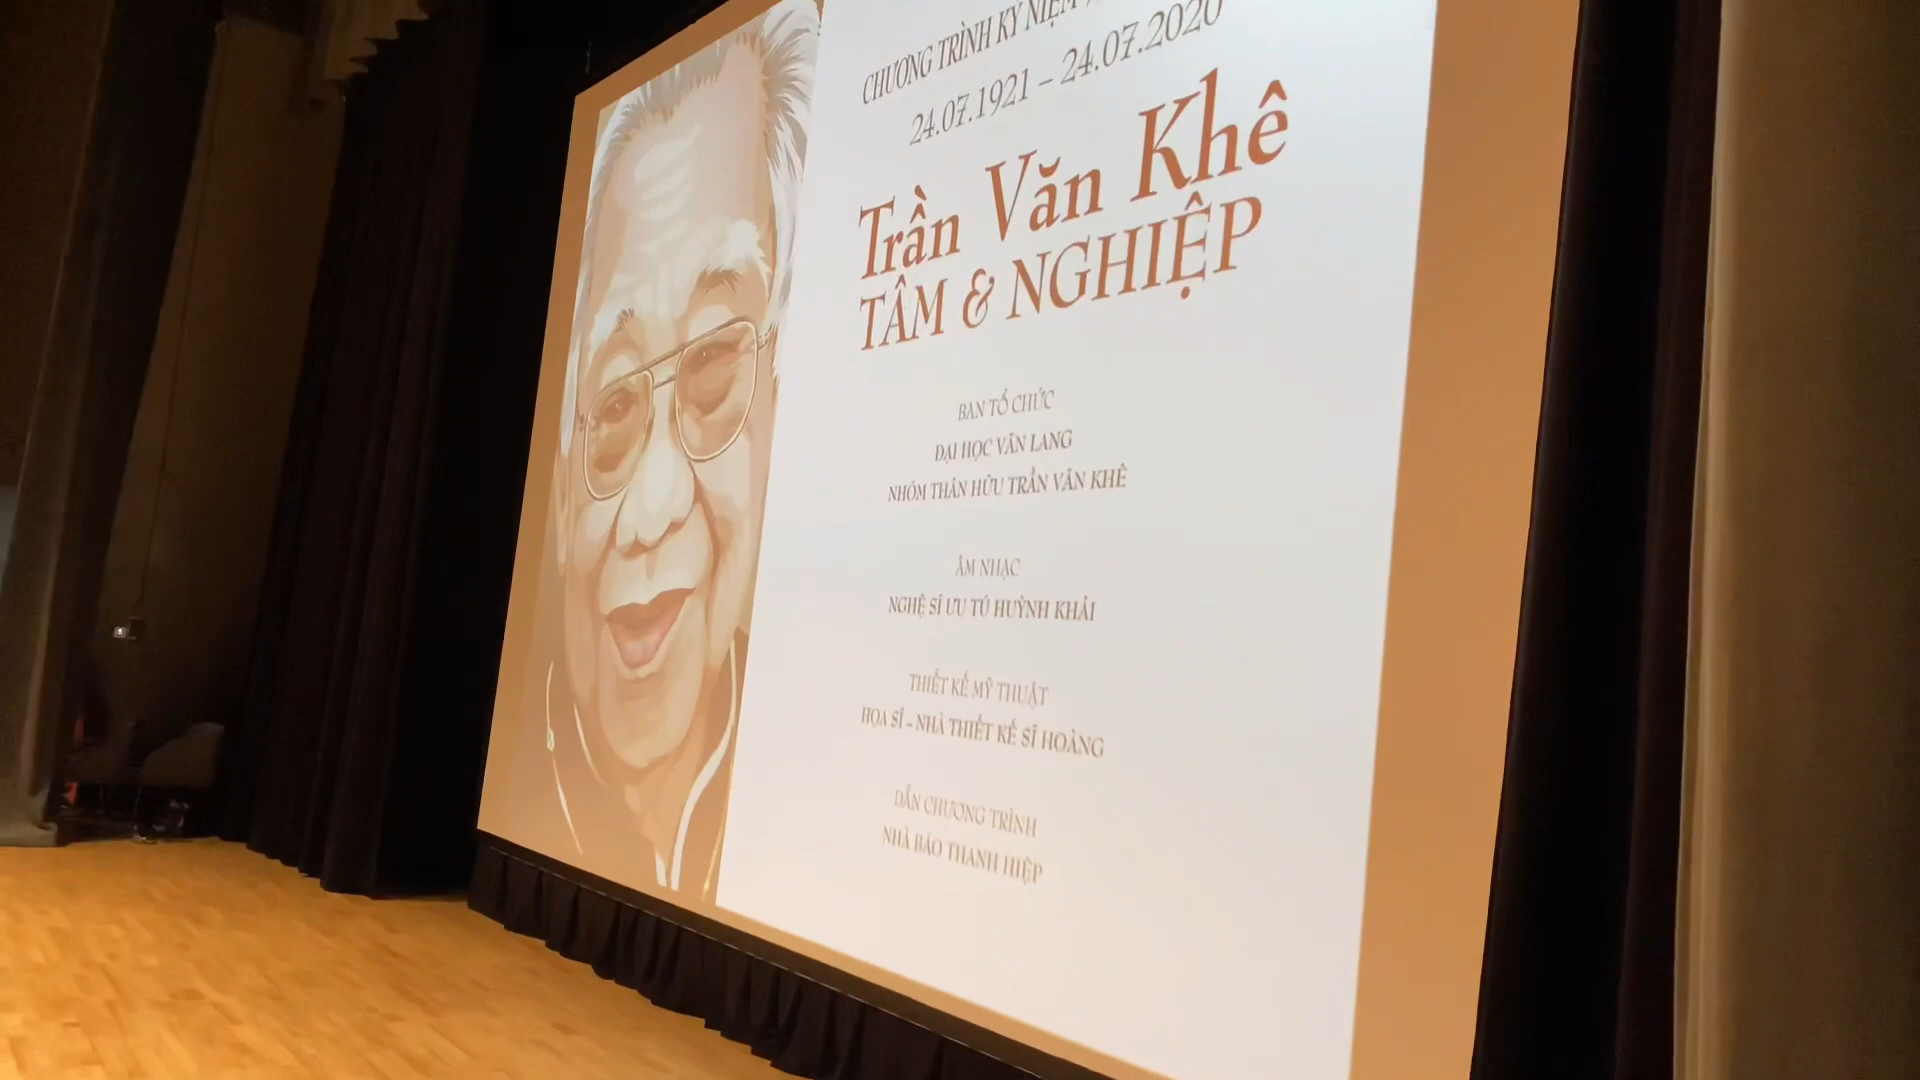 CHƯƠNG TRÌNH KỶ NIỆM
24.07.1921 – 24.07.2020
Trần Văn Khê
TÂM & NGHIỆP
BAN TỔ CHỨC
ĐẠI HỌC VĂN LANG
NHÓM THÂN HỮU TRẦN VĂN KHÊ
ÂM NHẠC
NGHỆ SĨ ƯU TÚ HUỲNH KHẢI
THIẾT KẾ MỸ THUẬT
HỌA SĨ – NHÀ THIẾT KẾ SĨ HOÀNG
DẪN CHƯƠNG TRÌNH
NHÀ BÁO THANH HIỆP